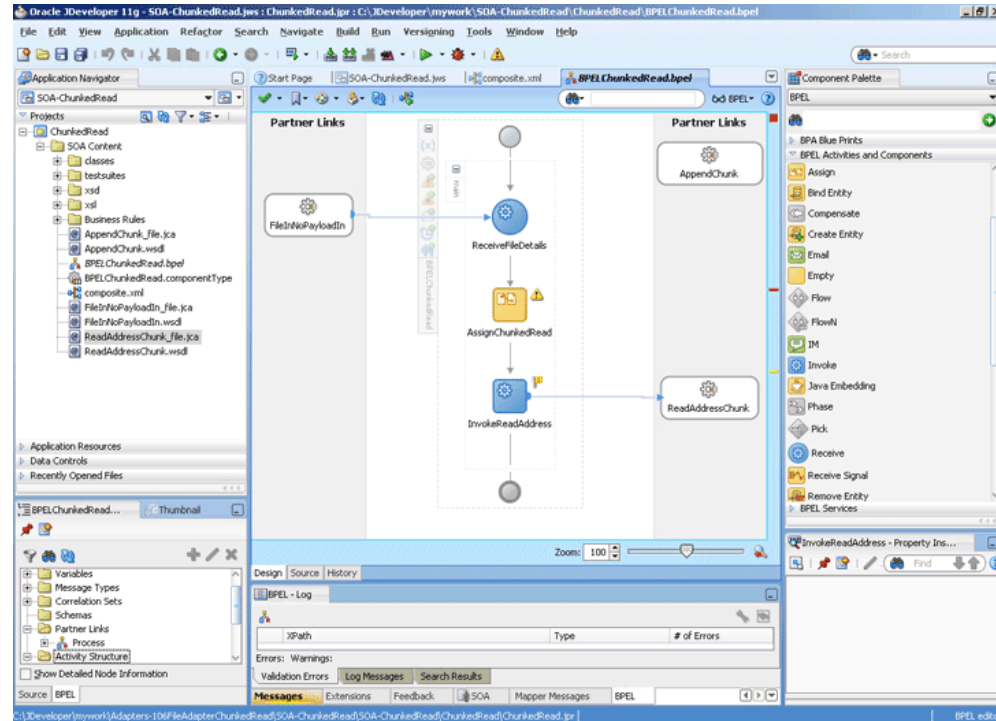 Oracle JDeveloper 11g - SOA-ChunkedRead.jws : ChunkedRead.jpr : C:\JDeveloper\mywork\SOA-ChunkedRead\ChunkedRead\BPELChunkedRead.bpel
File Edit View Application Refactor Search Navigate Build Run Versigning Tools Window Help
Search
Application Navigator
SOA-ChunkedRead
Projects
ChunkedRead
SOA Content
classes
testsuites
xsd
xsl
Business Rules
AppendChunk_file.jca
AppendChunk.wsdl
BPELChunkedRead.bpel
BPELChunkedRead.componentType
composite.xml
FileInNoPayloadIn_file.jca
FileInNoPayloadIn.wsdl
ReadAddressChunk_file.jca
ReadAddressChunk.wsdl
Application Resources
Data Controls
Recently Opened Files
BPELChunkedRead... Thumbnail
Variables
Message Types
Correlation Sets
Schemas
Partner Links
Process
Activity Structure
Show Detailed Node Information
Source BPEL
Start Page SOA-ChunkedRead.jws composite.xml BPELChunkedRead.bpel
BPEL
Partner Links
Partner Links
main
BPELChunkedRead
AppendChunk
FileInNoPayloadIn
ReceiveFileDetails
AssignChunkedRead
InvokeReadAddress
ReadAddressChunk
Zoom: 100
Design Source History
BPEL - Log
XPath Type # of Errors
Errors: Warnings:
Validation Errors Log Messages Search Results
Messages Extensions Feedback SOA Mapper Messages BPEL
Component Palette
BPEL
BPA Blue Prints
BPEL Activities and Components
Assign
Bind Entity
Compensate
Create Entity
Email
Empty
Flow
FlowN
IM
Invoke
Java Embedding
Phase
Pick
Receive
Receive Signal
Remove Entity
BPEL Services
InvokeReadAddress - Property Ins...
Find
C:\JDeveloper\mywork\Adapters-106FileAdapterChunkedRead\SOA-ChunkedRead\SOA-ChunkedRead\ChunkedRead\ChunkedRead.jpr
BPEL edit